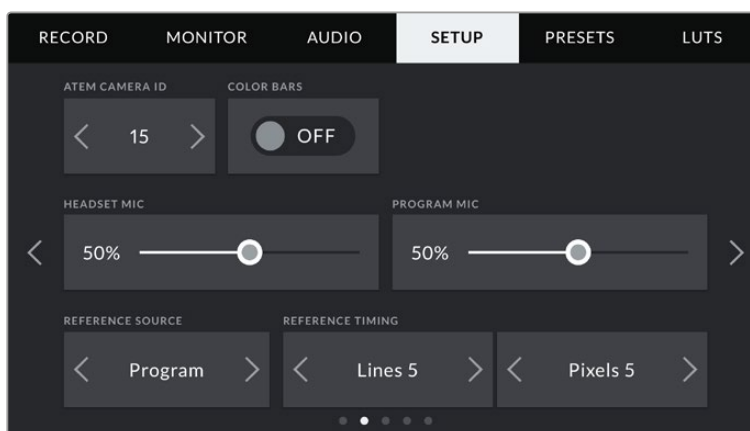 RECORD MONITOR AUDIO SETUP PRESETS LUTS
ATEM CAMERA ID COLOR BARS
15 OFF
HEADSET MIC PROGRAM MIC
50% 50%
REFERENCE SOURCE REFERENCE TIMING
Program Lines 5 Pixels 5